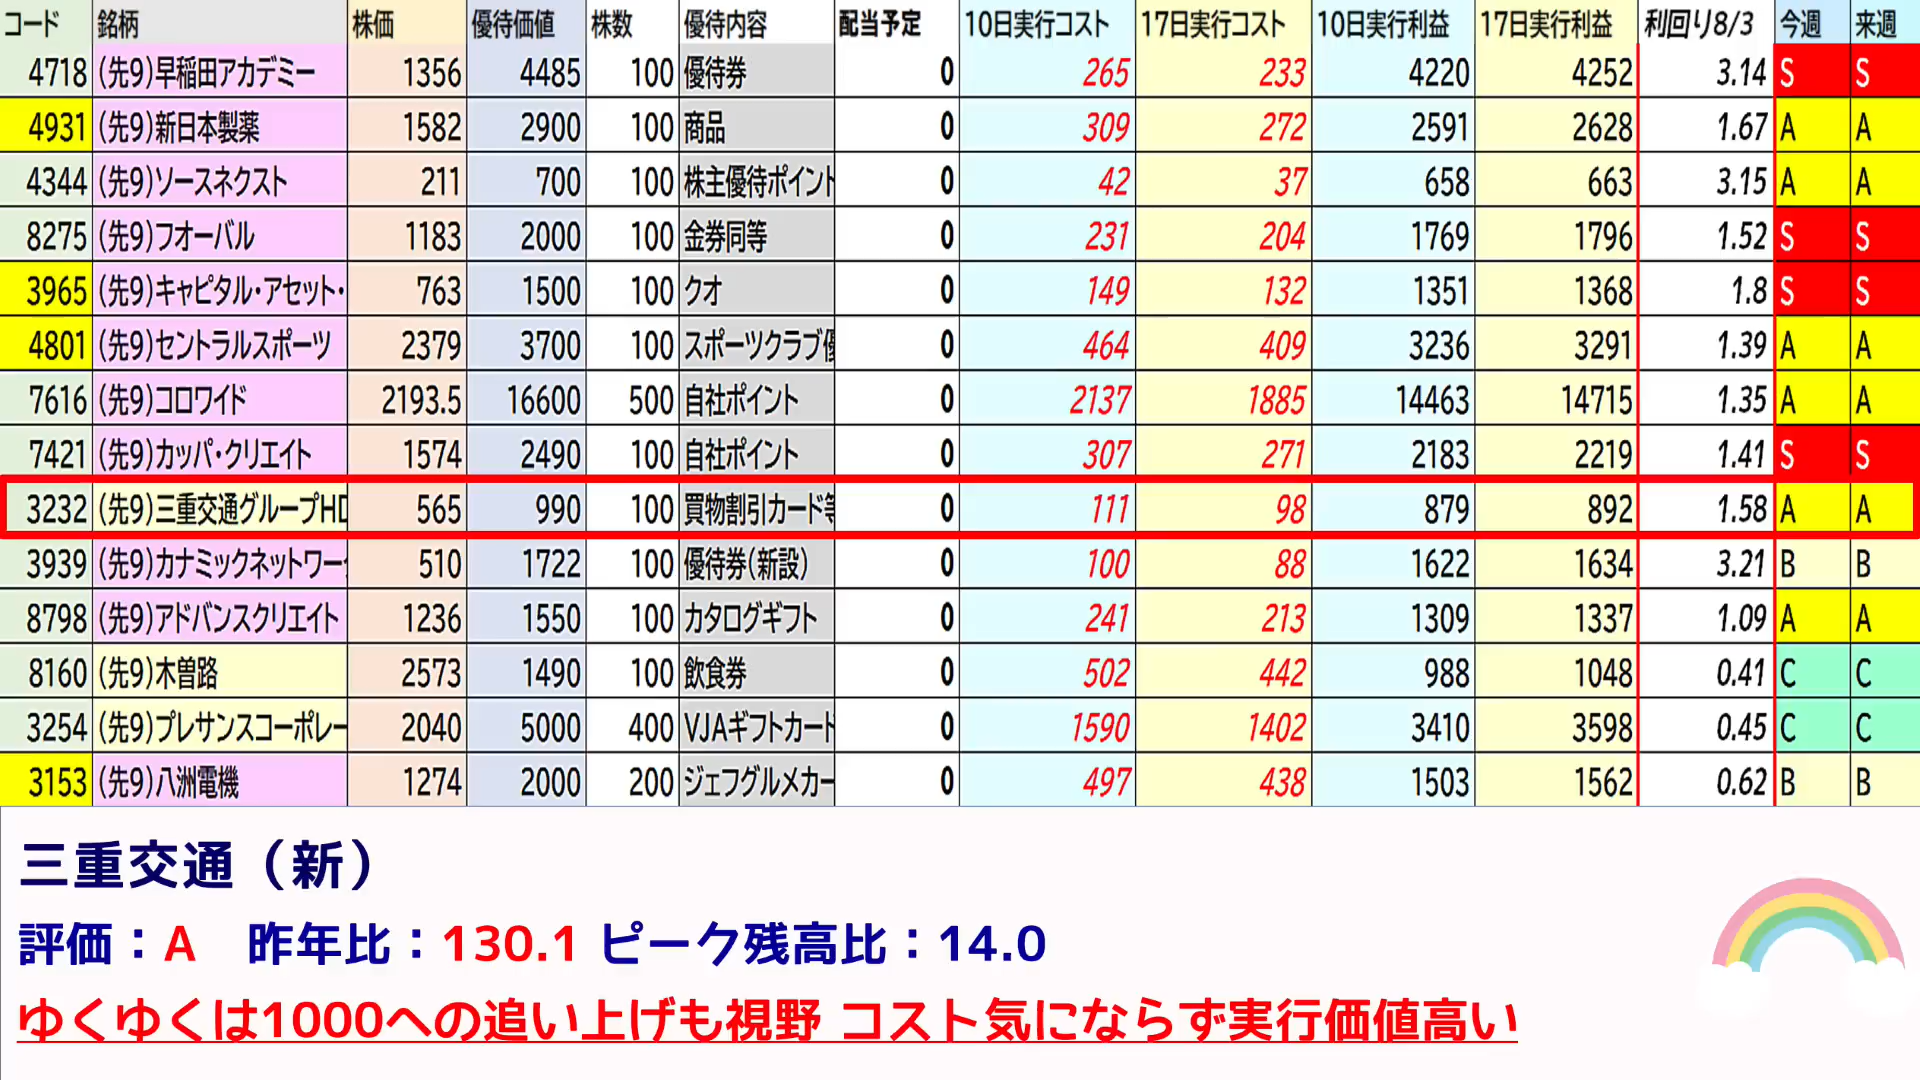 コード 銘柄 株価 優待価値 株数 優待内容 配当予定 10日実行コスト 17日実行コスト 10日実行利益 17日実行利益 利回り8/3 今週 来週
4718 (先9)早稲田アカデミー 1356 4485 100 優待券 0 265 233 4220 4252 3.14 S S
4931 (先9)新日本製薬 1582 2900 100 商品 0 309 272 2591 2628 1.67 A A
4344 (先9)ソースネクスト 211 700 100 株主優待ポイント 0 42 37 658 663 3.15 A A
8275 (先9)フオーバル 1183 2000 100 金券同等 0 231 204 1769 1796 1.52 S S
3965 (先9)キャピタル・アセット・ 763 1500 100 クオ 0 149 132 1351 1368 1.8 S S
4801 (先9)セントラルスポーツ 2379 3700 100 スポーツクラブ優 0 464 409 3236 3291 1.39 A A
7616 (先9)コロワイド 2193.5 16600 500 自社ポイント 0 2137 1885 14463 14715 1.35 A A
7421 (先9)カッパ・クリエイト 1574 2490 100 自社ポイント 0 307 271 2183 2219 1.41 S S
3232 (先9)三重交通グループHD 565 990 100 買物割引カード等 0 111 98 879 892 1.58 A A
3939 (先9)カナミックネットワーク 510 1722 100 優待券(新設) 0 100 88 1622 1634 3.21 B B
8798 (先9)アドバンスクリエイト 1236 1550 100 カタログギフト 0 241 213 1309 1337 1.09 A A
8160 (先9)木曽路 2573 1490 100 飲食券 0 502 442 988 1048 0.41 C C
3254 (先9)プレサンスコーポレー 2040 5000 400 VJAギフトカード 0 1590 1402 3410 3598 0.45 C C
3153 (先9)八洲電機 1274 2000 200 ジェフグルメカー 0 497 438 1503 1562 0.62 B B
三重交通（新）
評価：A 昨年比：130.1 ピーク残高比：14.0
ゆくゆくは1000への追い上げも視野 コスト気にならず実行価値高い